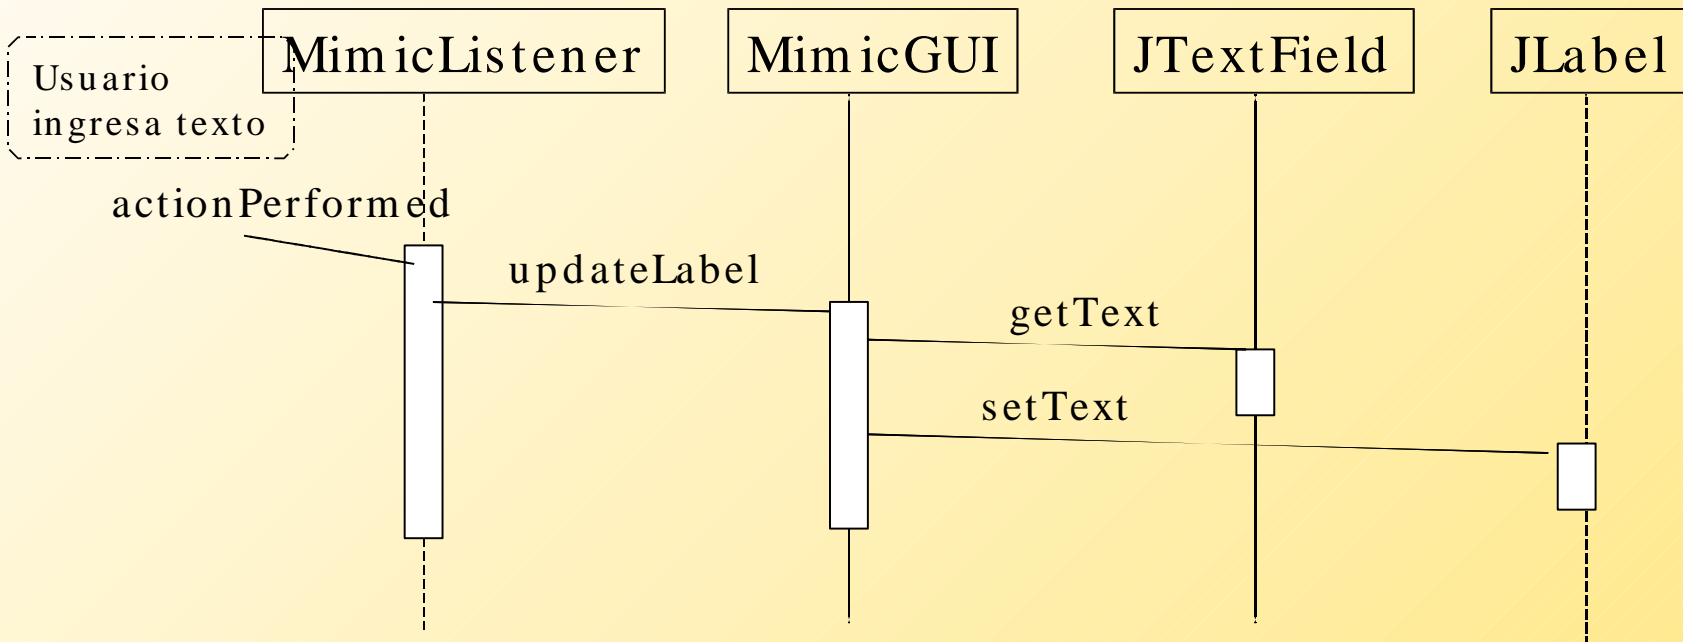 MimicListener
MimicGUI
JTextField
JLabel
Usuario
ingresa texto
actionPerformed
updateLabel
getText
setText